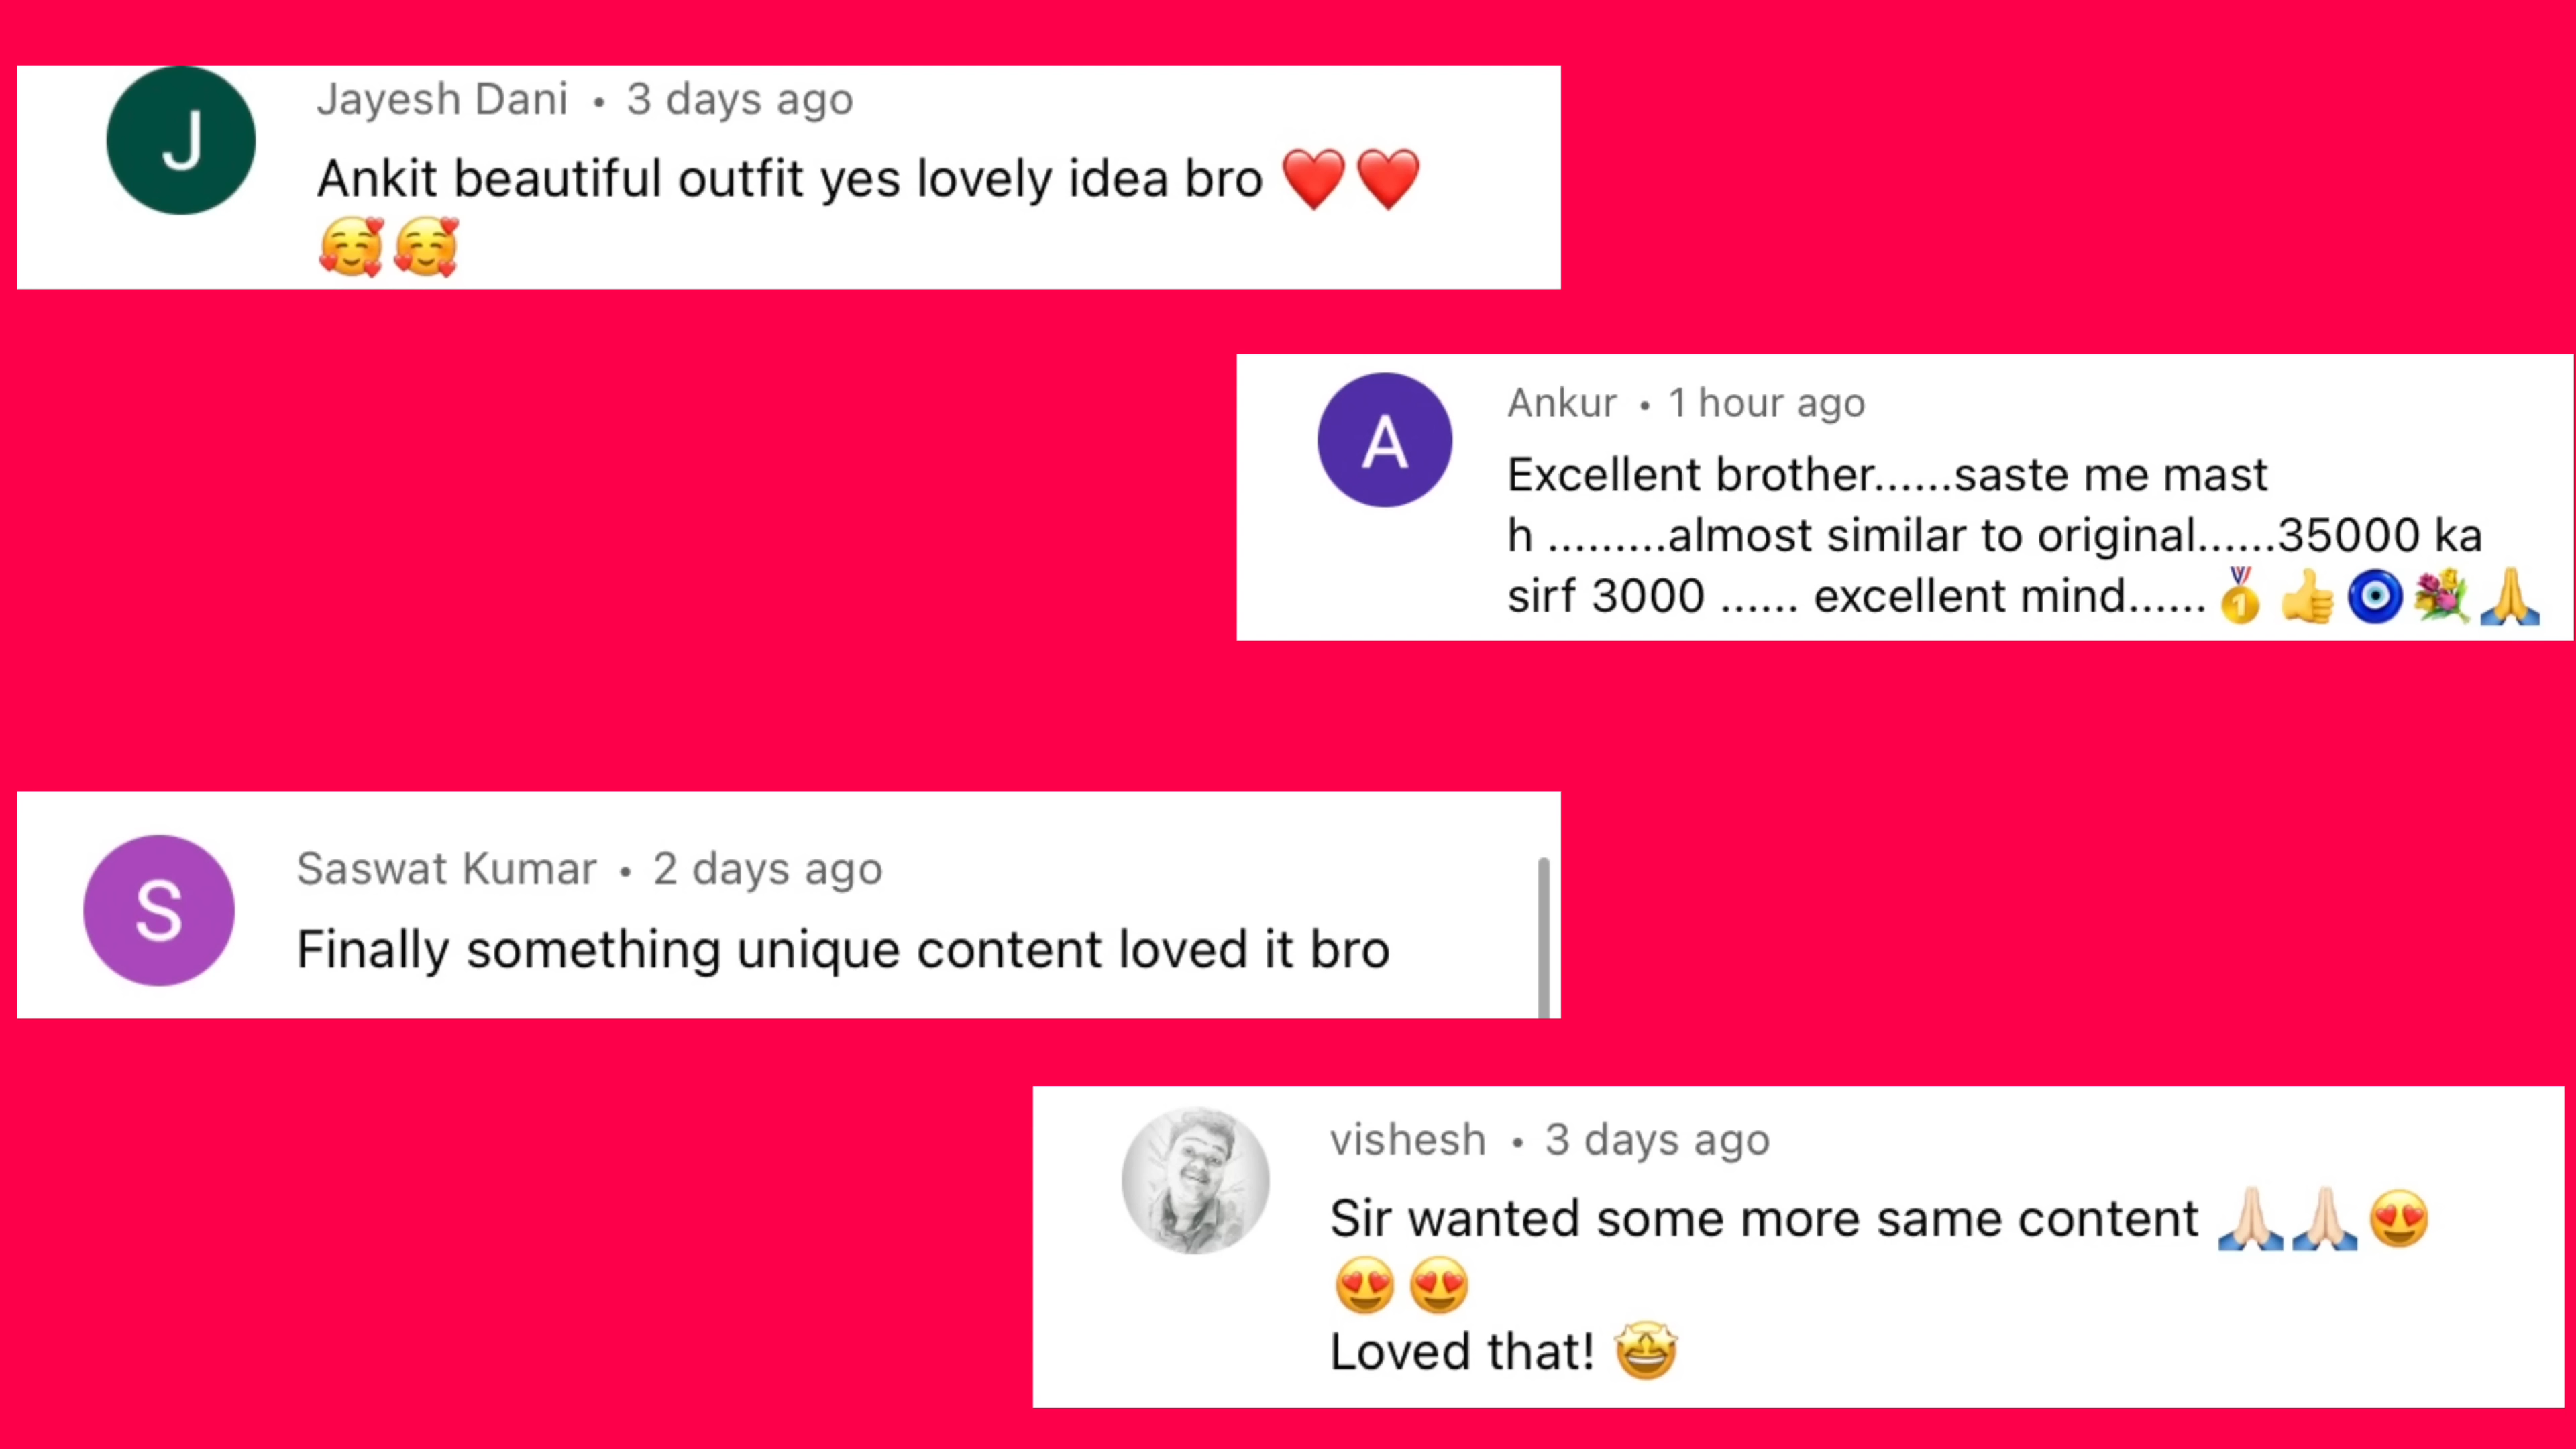 J
Jayesh Dani • 3 days ago
Ankit beautiful outfit yes lovely idea bro ❤️❤️
🥰🥰
A
Ankur • 1 hour ago
Excellent brother......saste me mast
h .........almost similar to original......35000 ka
sirf 3000 ...... excellent mind......🥇👍🧿💐🙏
S
Saswat Kumar • 2 days ago
Finally something unique content loved it bro
vishesh • 3 days ago
Sir wanted some more same content 🙏🏻🙏🏻😍
😍😍
Loved that! 🤩